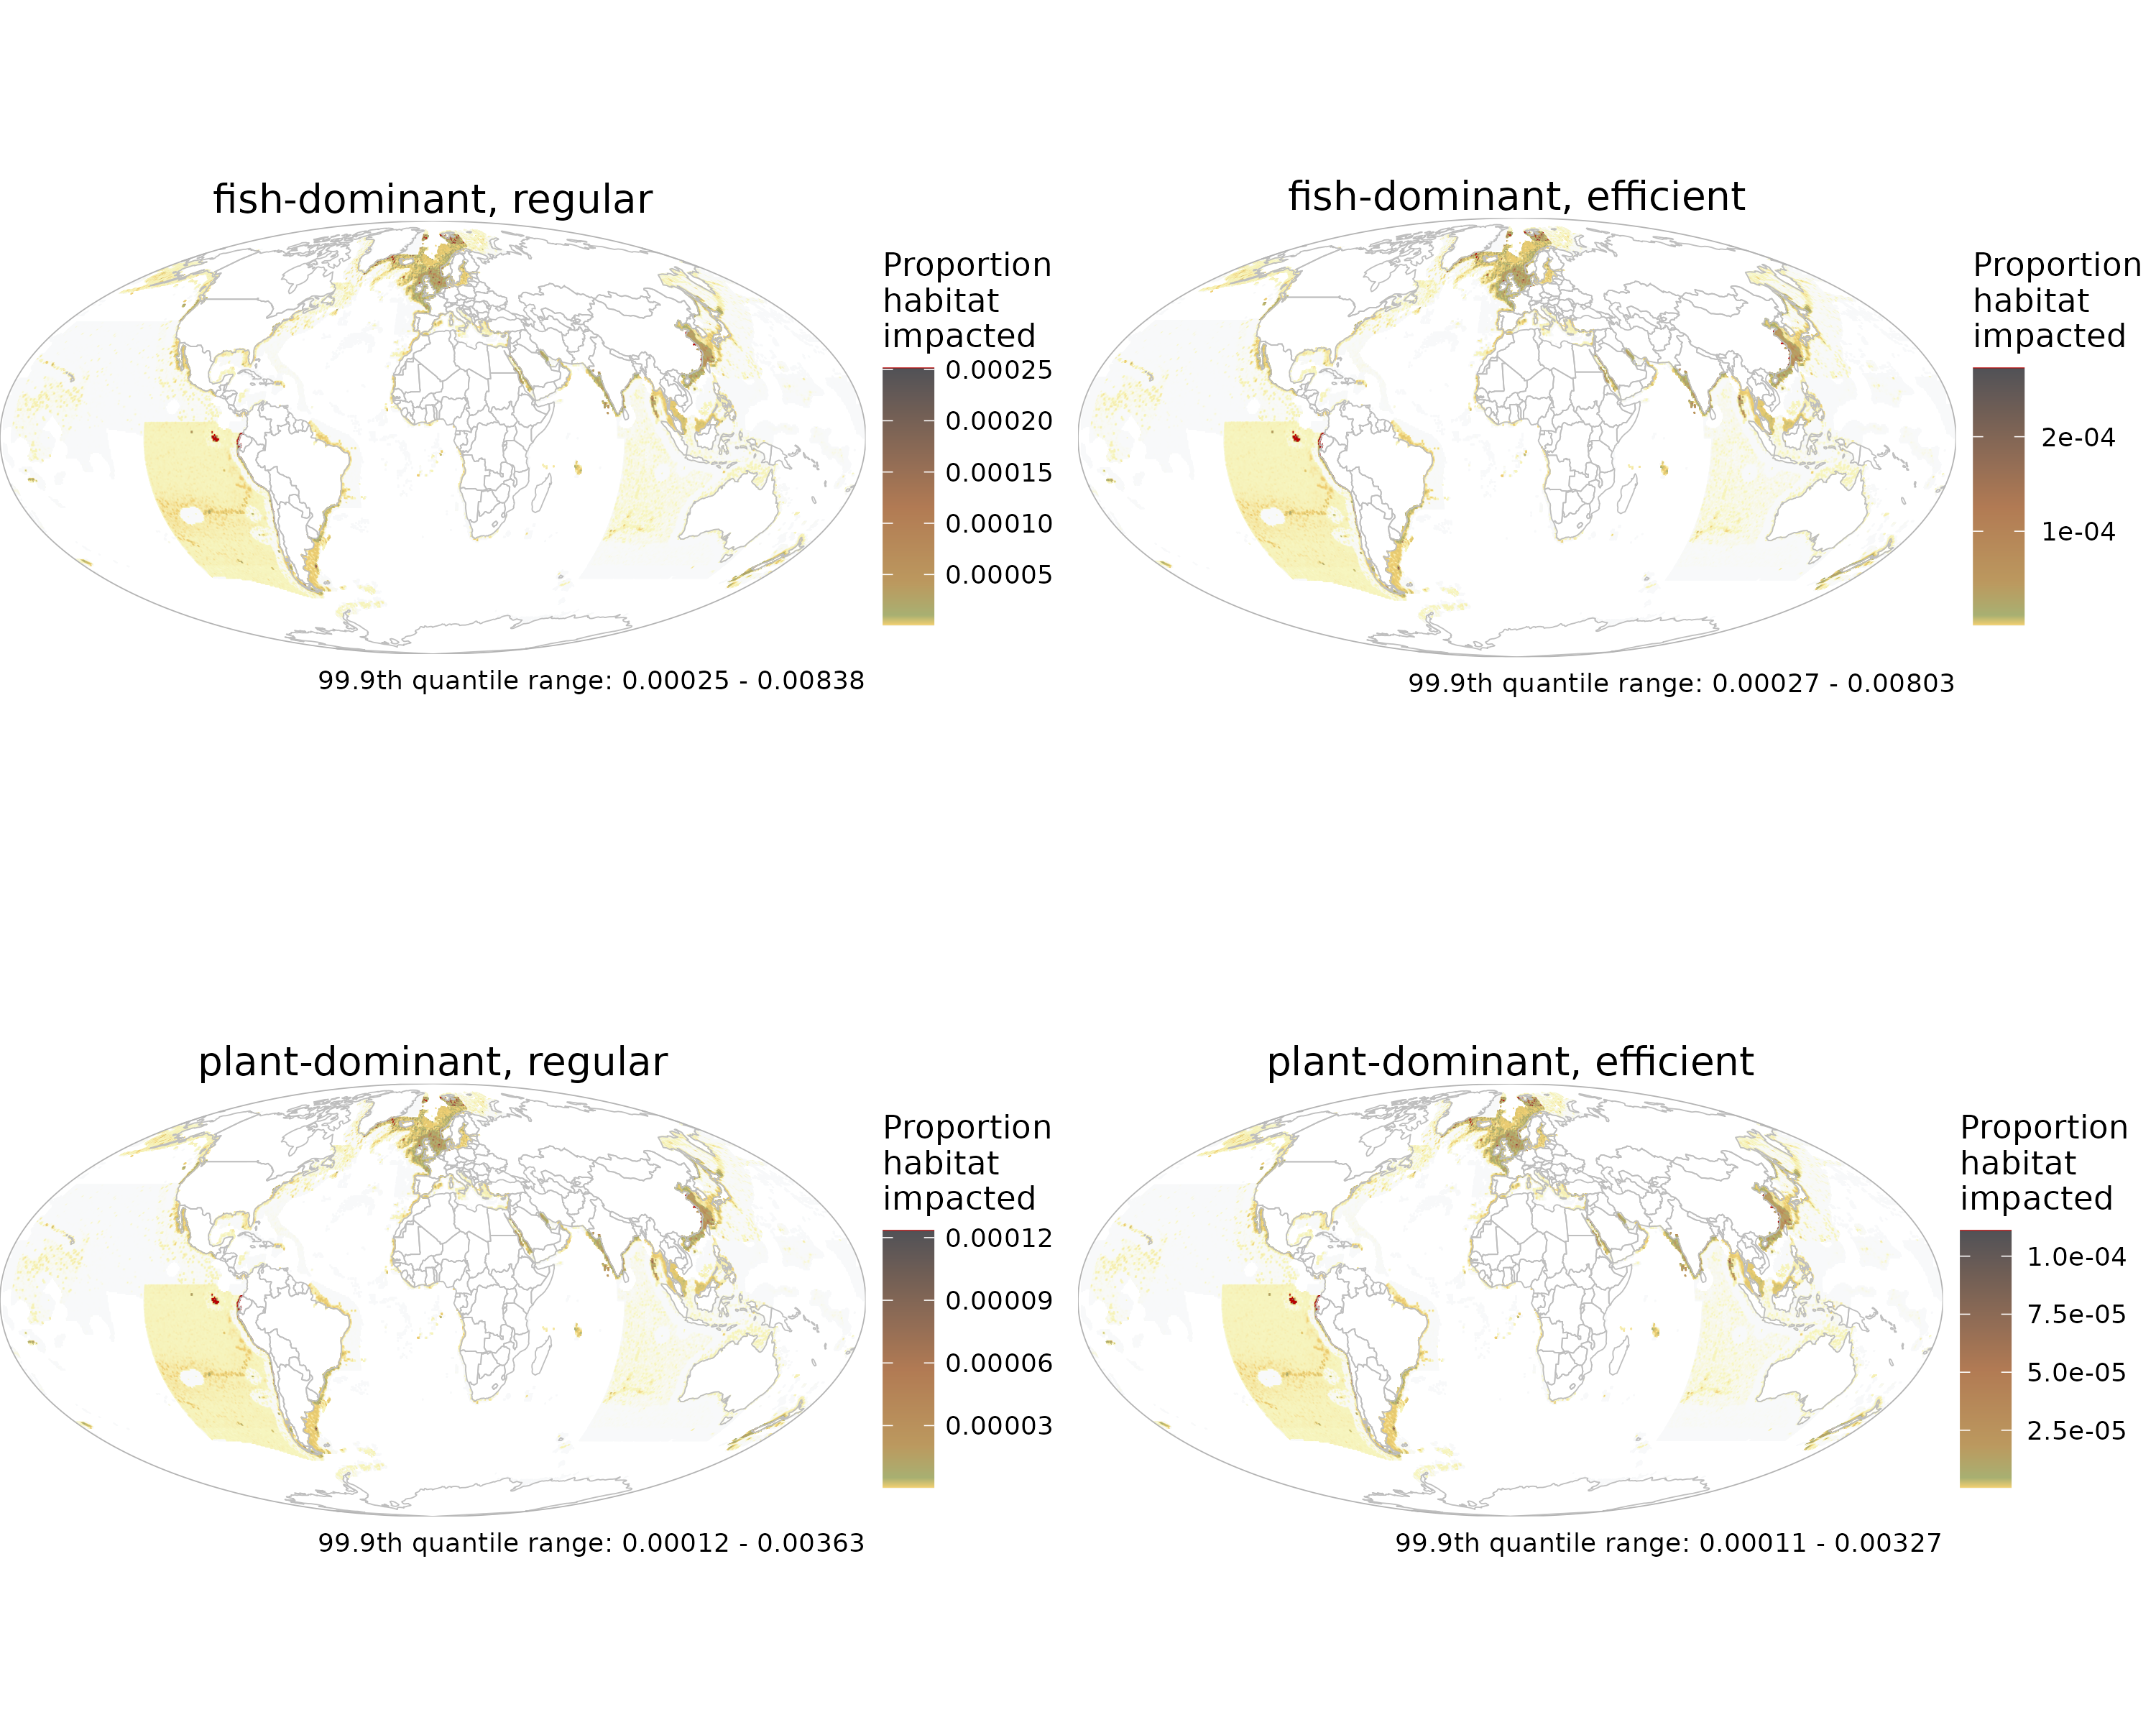 fish-dominant, regular
Proportion
habitat
impacted
0.00025
0.00020
0.00015
0.00010
0.00005
99.9th quantile range: 0.00025 - 0.00838
fish-dominant, efficient
Proportion
habitat
impacted
2e-04
1e-04
99.9th quantile range: 0.00027 - 0.00803
plant-dominant, regular
Proportion
habitat
impacted
0.00012
0.00009
0.00006
0.00003
99.9th quantile range: 0.00012 - 0.00363
plant-dominant, efficient
Proportion
habitat
impacted
1.0e-04
7.5e-05
5.0e-05
2.5e-05
99.9th quantile range: 0.00011 - 0.00327